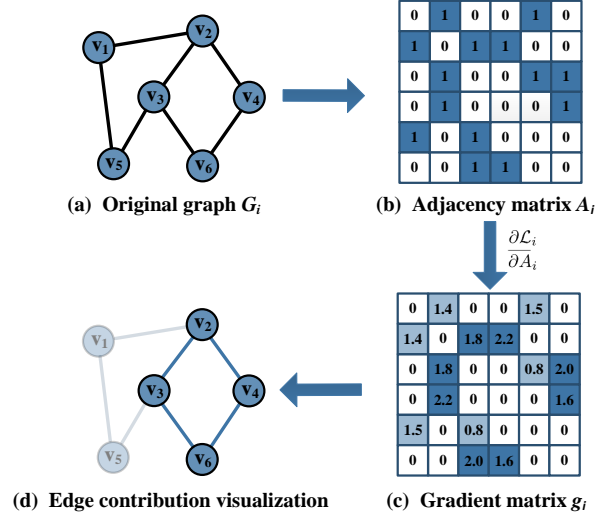 v1
v2
v3
v4
v5
v6
(a) Original graph Gi
0 1 0 0 1 0
1 0 1 1 0 0
0 1 0 0 1 1
0 1 0 0 0 1
1 0 1 0 0 0
0 0 1 1 0 0
(b) Adjacency matrix Ai
∂ℒi
∂Ai
0 1.4 0 0 1.5 0
1.4 0 1.8 2.2 0 0
0 1.8 0 0 0.8 2.0
0 2.2 0 0 0 1.6
1.5 0 0.8 0 0 0
0 0 2.0 1.6 0 0
(c) Gradient matrix gi
v1
v2
v3
v4
v5
v6
(d) Edge contribution visualization